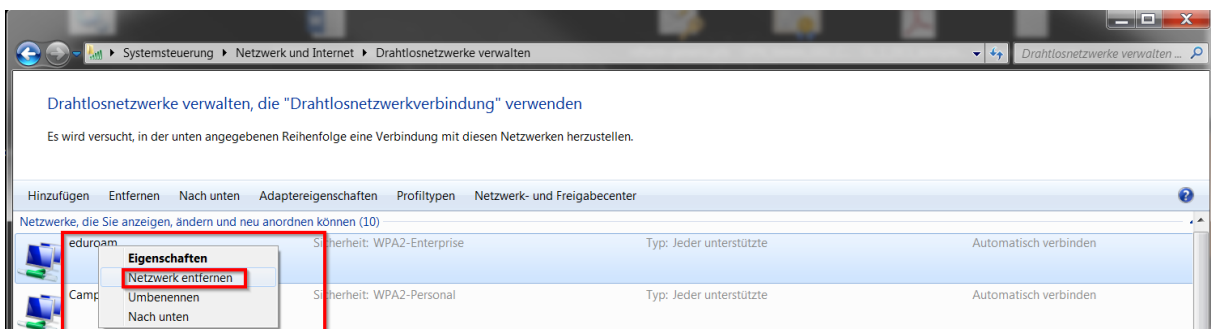 Systemsteuerung ▸ Netzwerk und Internet ▸ Drahtlosnetzwerke verwalten
Drahtlosnetzwerke verwalten ...
Drahtlosnetzwerke verwalten, die "Drahtlosnetzwerkverbindung" verwenden
Es wird versucht, in der unten angegebenen Reihenfolge eine Verbindung mit diesen Netzwerken herzustellen.
Hinzufügen Entfernen Nach unten Adaptereigenschaften Profiltypen Netzwerk- und Freigabecenter
Netzwerke, die Sie anzeigen, ändern und neu anordnen können (10)
eduroam Sicherheit: WPA2-Enterprise Typ: Jeder unterstützte Automatisch verbinden
Eigenschaften
Netzwerk entfernen
Camp Sicherheit: WPA2-Personal Typ: Jeder unterstützte Automatisch verbinden
Umbenennen
Nach unten